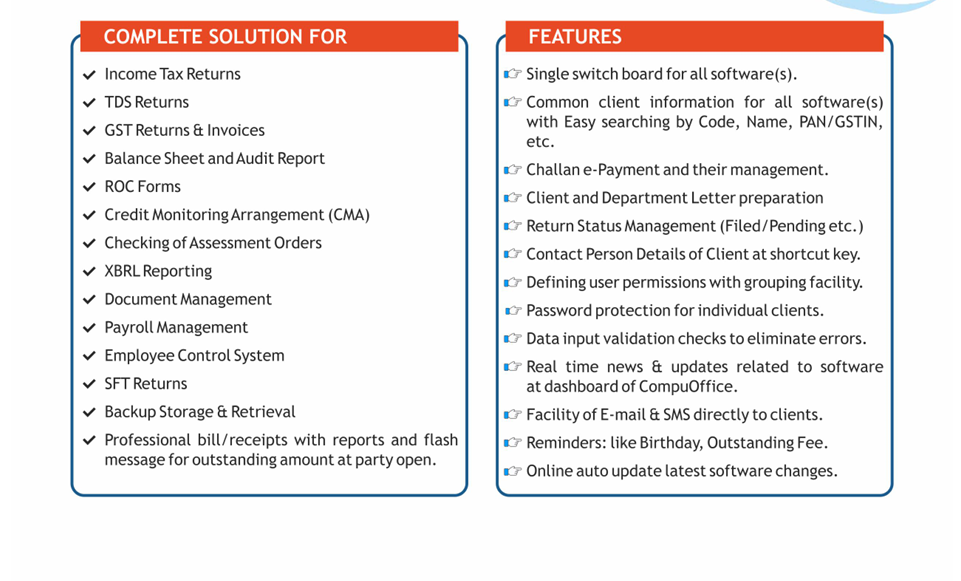 COMPLETE SOLUTION FOR
Income Tax Returns
TDS Returns
GST Returns & Invoices
Balance Sheet and Audit Report
ROC Forms
Credit Monitoring Arrangement (CMA)
Checking of Assessment Orders
XBRL Reporting
Document Management
Payroll Management
Employee Control System
SFT Returns
Backup Storage & Retrieval
Professional bill/receipts with reports and flash
message for outstanding amount at party open.
FEATURES
Single switch board for all software(s).
Common client information for all software(s)
with Easy searching by Code, Name, PAN/GSTIN,
etc.
Challan e-Payment and their management.
Client and Department Letter preparation
Return Status Management (Filed/Pending etc.)
Contact Person Details of Client at shortcut key.
Defining user permissions with grouping facility.
Password protection for individual clients.
Data input validation checks to eliminate errors.
Real time news & updates related to software
at dashboard of CompuOffice.
Facility of E-mail & SMS directly to clients.
Reminders: like Birthday, Outstanding Fee.
Online auto update latest software changes.